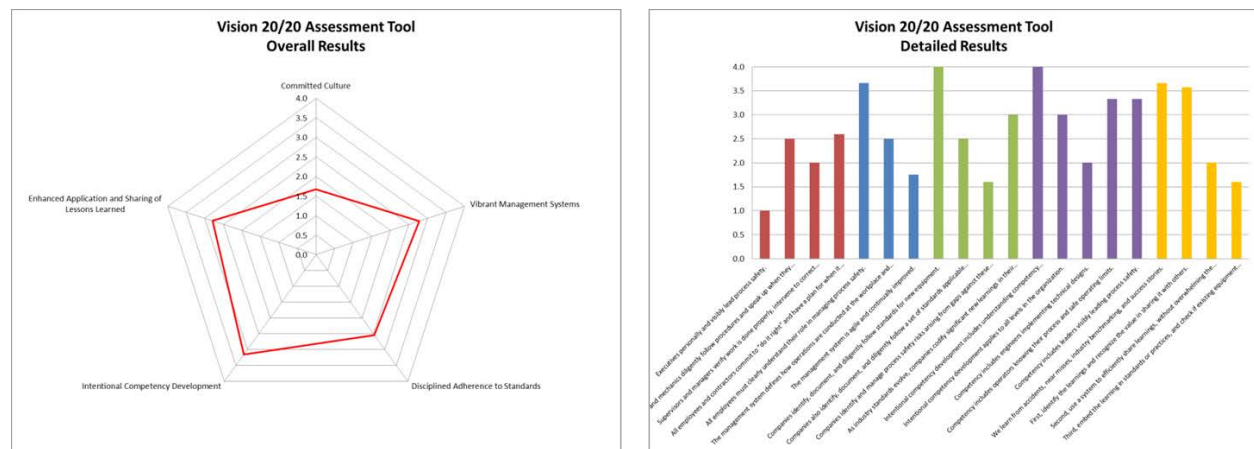 Vision 20/20 Assessment Tool
Overall Results
Committed Culture
4.0
3.5
3.0
2.5
2.0
1.5
1.0
0.5
0.0
Enhanced Application and Sharing of
Lessons Learned
Vibrant Management Systems
Intentional Competency Development
Disciplined Adherence to Standards
Vision 20/20 Assessment Tool
Detailed Results
4.0
3.5
3.0
2.5
2.0
1.5
1.0
0.5
0.0
Executives personally and visibly lead process safety.
and mechanics diligently follow procedures and speak up when they...
Supervisors and managers verify work is done properly, intervene to correct...
All employees and contractors commit to "do it right" and have a plan for when it...
All employees must clearly understand their role in managing process safety.
The management system defines how operations are conducted at the workplace and...
The management system is agile and continually improved.
Companies identify, document, and diligently follow standards for new equipment.
Companies also identify, document, and diligently follow a set of standards applicable...
Companies identify and manage process safety risks arising from gaps against these...
As industry standards evolve, companies codify significant new learnings in their...
Intentional competency development includes understanding competency...
Intentional competency development applies to all levels in the organization.
Competency includes engineers implementing technical designs.
Competency includes operators knowing their process and safe operating limits.
Competency includes leaders visibly leading process safety.
We learn from accidents, near misses, industry benchmarking, and success stories.
First, identify the learnings and recognize the value in sharing it with others.
Second, use a system to efficiently share learnings, without overwhelming the...
Third, embed the learning in standards or practices, and check if existing equipment...